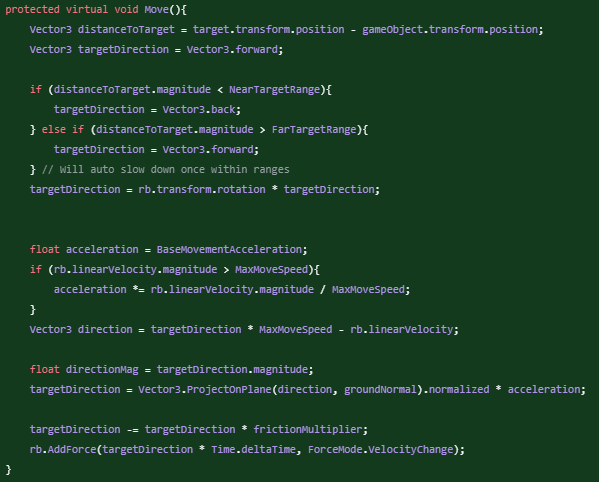 protected virtual void Move(){
    Vector3 distanceToTarget = target.transform.position - gameObject.transform.position;
    Vector3 targetDirection = Vector3.forward;

    if (distanceToTarget.magnitude < NearTargetRange){
        targetDirection = Vector3.back;
    } else if (distanceToTarget.magnitude > FarTargetRange){
        targetDirection = Vector3.forward;
    } // Will auto slow down once within ranges
    targetDirection = rb.transform.rotation * targetDirection;


    float acceleration = BaseMovementAcceleration;
    if (rb.linearVelocity.magnitude > MaxMoveSpeed){
        acceleration *= rb.linearVelocity.magnitude / MaxMoveSpeed;
    }
    Vector3 direction = targetDirection * MaxMoveSpeed - rb.linearVelocity;

    float directionMag = targetDirection.magnitude;
    targetDirection = Vector3.ProjectOnPlane(direction, groundNormal).normalized * acceleration;

    targetDirection -= targetDirection * frictionMultiplier;
    rb.AddForce(targetDirection * Time.deltaTime, ForceMode.VelocityChange);
}